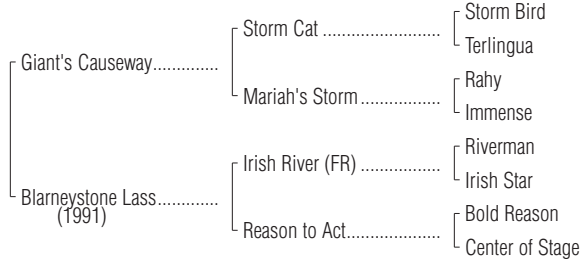 Storm Bird
Storm Cat ........................
Terlingua
Giant's Causeway..............
Rahy
Mariah's Storm ................
Immense
Riverman
Irish River (FR) .................
Irish Star
Blarneystone Lass.............
(1991)
Bold Reason
Reason to Act....................
Center of Stage